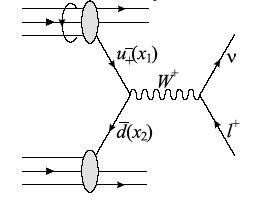 u₊⁻(x₁)
ν
W⁺
d̄(x₂)
l⁺